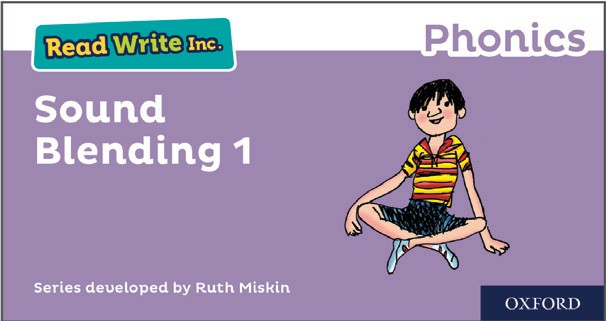 Read Write Inc.
Phonics
Sound
Blending 1
Series developed by Ruth Miskin
OXFORD